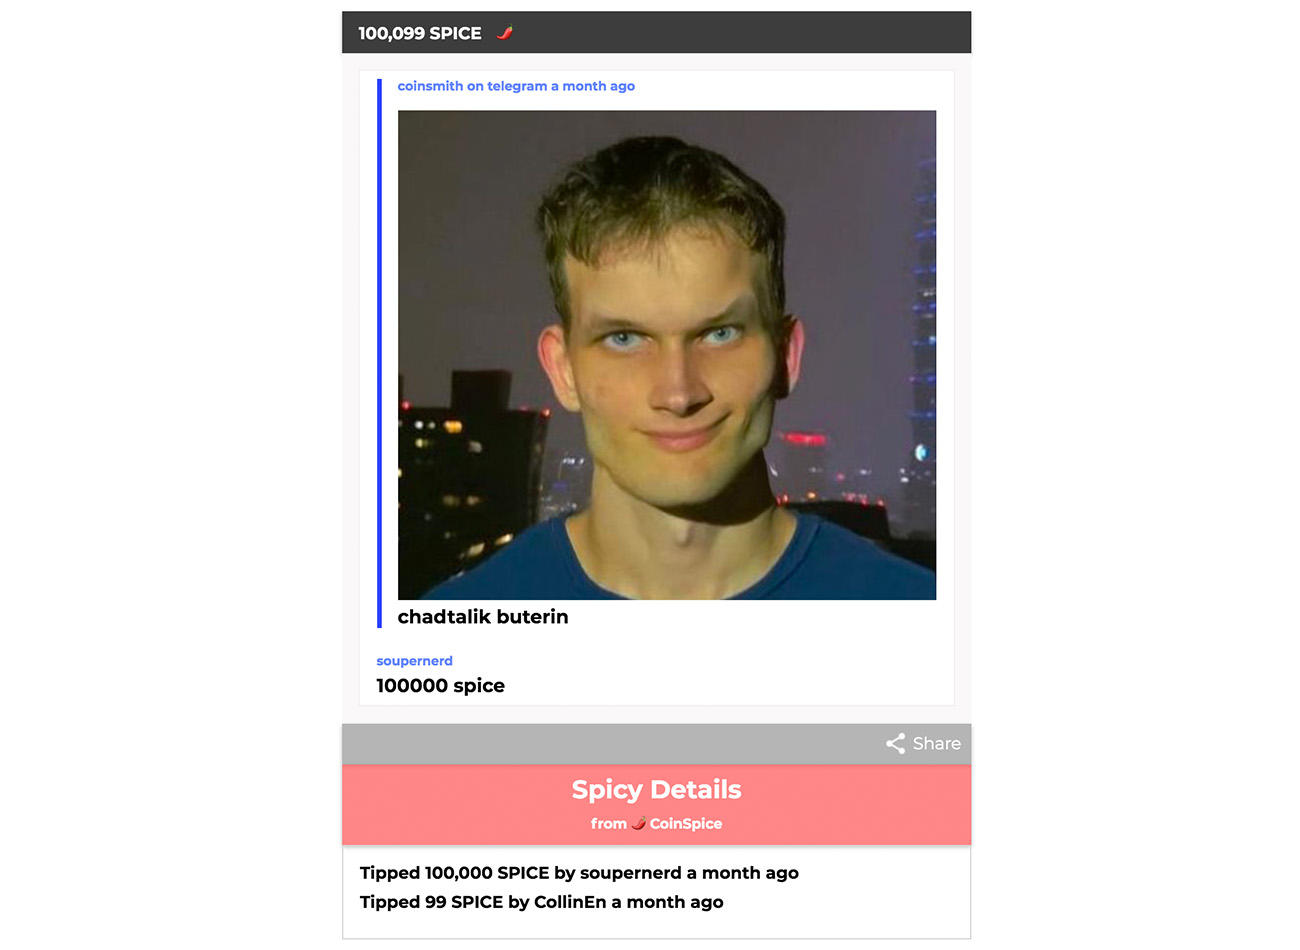 100,099 SPICE 🌶️
coinsmith on telegram a month ago
chadtalik buterin
soupernerd
100000 spice
Share
Spicy Details
from 🌶️ CoinSpice
Tipped 100,000 SPICE by soupernerd a month ago
Tipped 99 SPICE by CollinEn a month ago